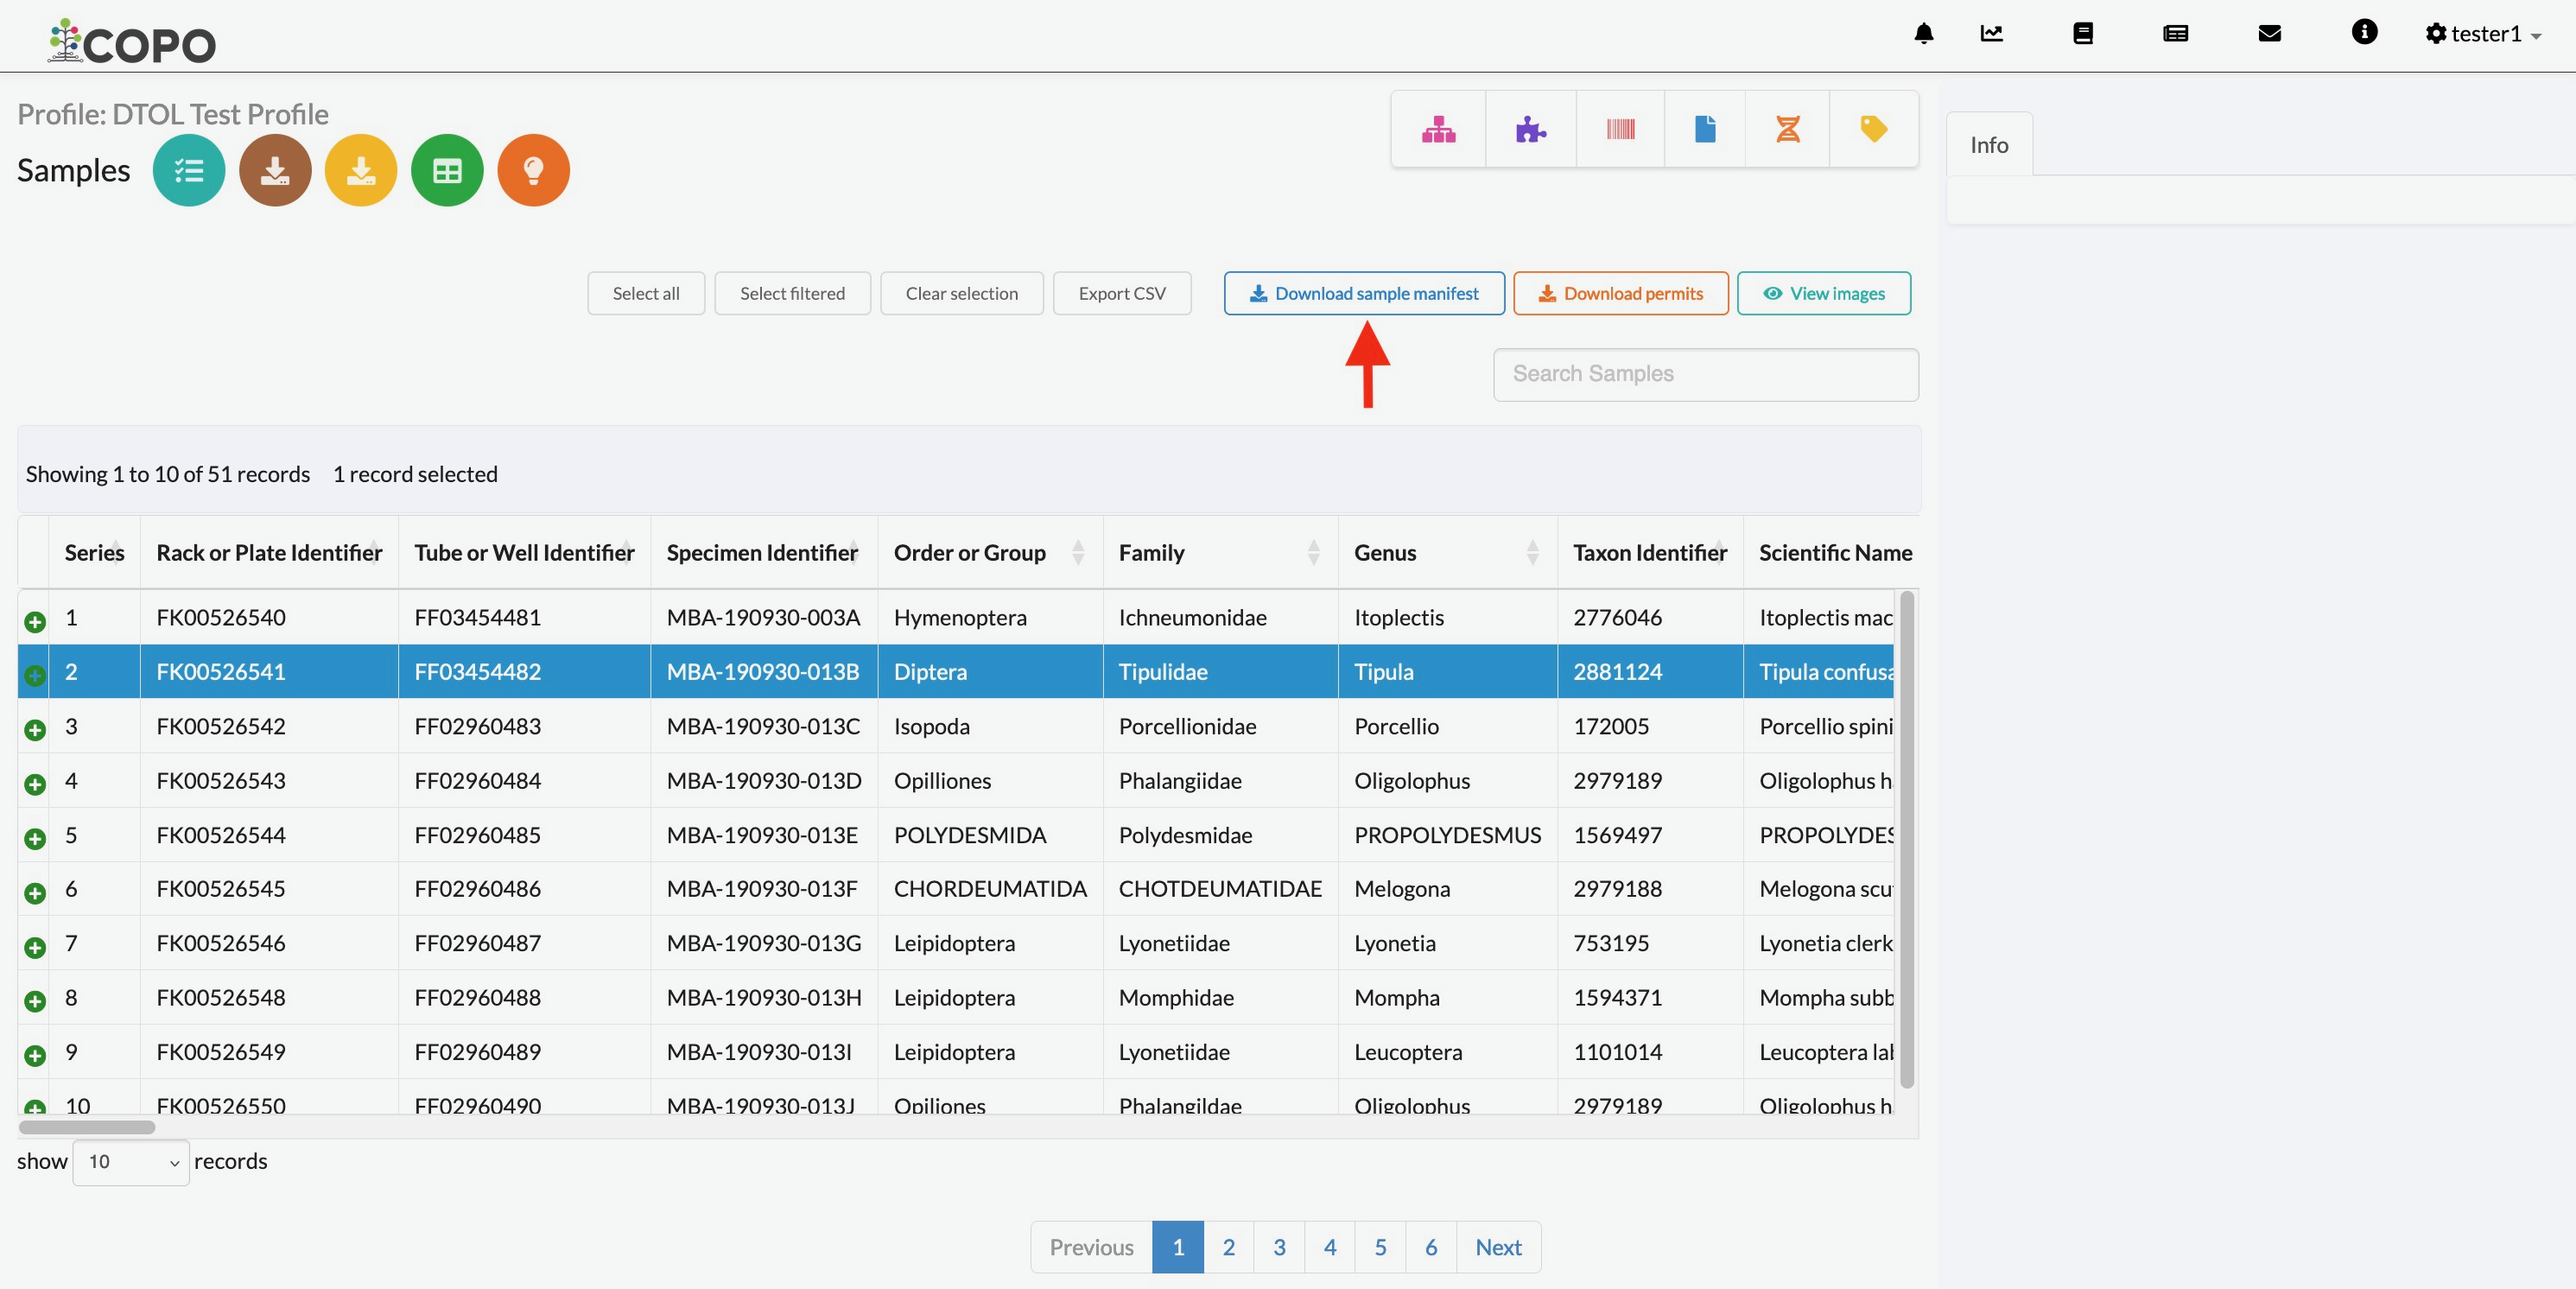 COPO
tester1
Profile: DTOL Test Profile
Samples
Info
Select all
Select filtered
Clear selection
Export CSV
Download sample manifest
Download permits
View images
Search Samples
Showing 1 to 10 of 51 records 1 record selected
Series Rack or Plate Identifier Tube or Well Identifier Specimen Identifier Order or Group Family Genus Taxon Identifier Scientific Name
1 FK00526540 FF03454481 MBA-190930-003A Hymenoptera Ichneumonidae Itoplectis 2776046 Itoplectis mac
2 FK00526541 FF03454482 MBA-190930-013B Diptera Tipulidae Tipula 2881124 Tipula confusa
3 FK00526542 FF02960483 MBA-190930-013C Isopoda Porcellionidae Porcellio 172005 Porcellio spini
4 FK00526543 FF02960484 MBA-190930-013D Opilliones Phalangiidae Oligolophus 2979189 Oligolophus h
5 FK00526544 FF02960485 MBA-190930-013E POLYDESMIDA Polydesmidae PROPOLYDESMUS 1569497 PROPOLYDES
6 FK00526545 FF02960486 MBA-190930-013F CHORDEUMATIDA CHOTDEUMATIDAE Melogona 2979188 Melogona scu
7 FK00526546 FF02960487 MBA-190930-013G Leipidoptera Lyonetiidae Lyonetia 753195 Lyonetia clerk
8 FK00526548 FF02960488 MBA-190930-013H Leipidoptera Momphidae Mompha 1594371 Mompha subb
9 FK00526549 FF02960489 MBA-190930-013I Leipidoptera Lyonetiidae Leucoptera 1101014 Leucoptera lab
10 FK00526550 FF02960490 MBA-190930-013J Opiliones Phalangildae Oligolophus 2979189 Oligolophus h
show 10 records
Previous 1 2 3 4 5 6 Next